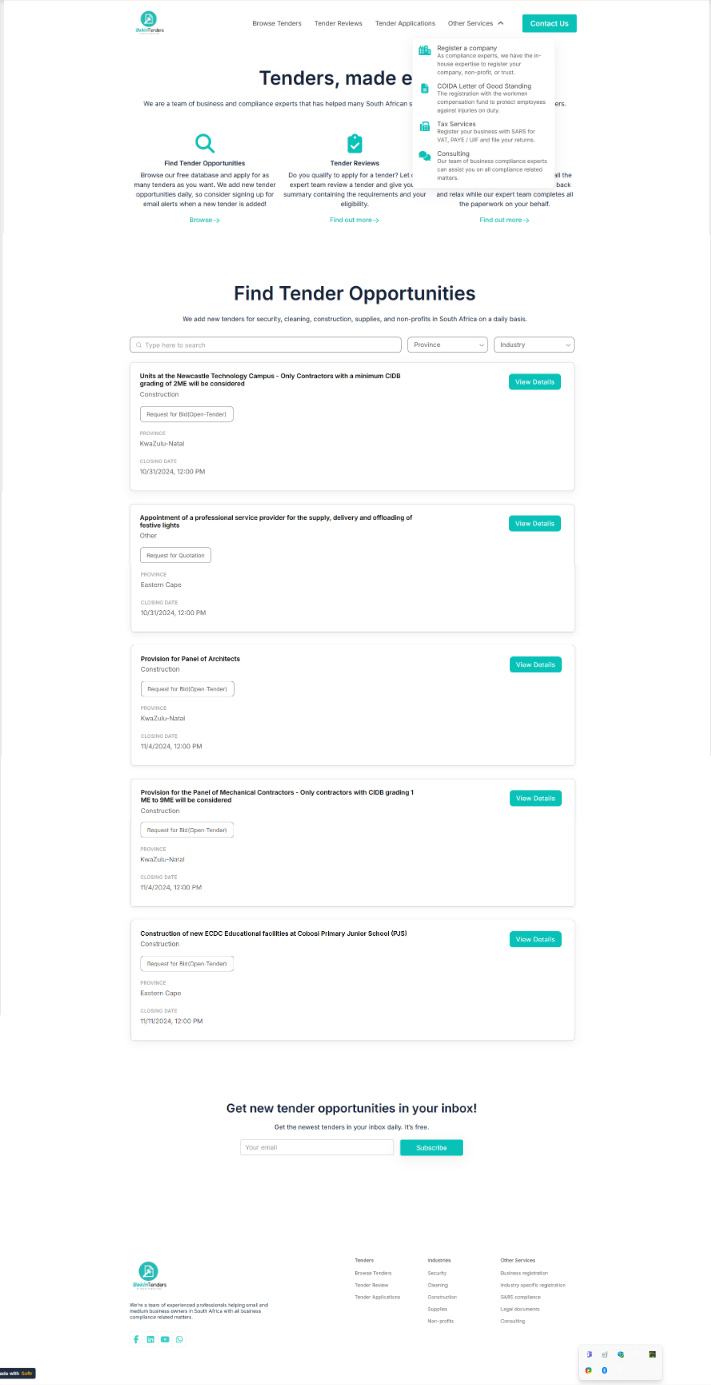 Tenders
Browse Tenders
Tender Reviews
Tender Applications
Other Services
Contact Us
Register a company
As compliance experts, we have the in-
house expertise to register your
company, non-profit, or trust.
COIDA Letter of Good Standing
The registration with the workmen
compensation fund to protect employees
against injuries on duty.
Tax Services
Register your business with SARS for
VAT, PAYE / UIF and file your returns.
Consulting
Our team of business compliance experts
can assist you on all compliance related
matters.
Tenders, made e
We are a team of business and compliance experts that has helped many South African s
ers.
Find Tender Opportunities
Browse our free database and apply for as
many tenders as you want. We add new tender
opportunities daily, so consider signing up for
email alerts when a new tender is added!
Browse
Tender Reviews
Do you qualify to apply for a tender? Let o
expert team review a tender and give you
summary containing the requirements and your
eligibility.
Find out more
all the
back
and relax while our expert team completes all
the paperwork on your behalf.
Find out more
Find Tender Opportunities
We add new tenders for security, cleaning, construction, supplies, and non-profits in South Africa on a daily basis.
Type here to search
Province
Industry
Units at the Newcastle Technology Campus - Only Contractors with a minimum CIDB
grading of 2ME will be considered
View Details
Construction
Request for Bid(Open-Tender)
PROVINCE
KwaZulu-Natal
CLOSING DATE
10/31/2024, 12:00 PM
Appointment of a professional service provider for the supply, delivery and offloading of
festive lights
View Details
Other
Request for Quotation
PROVINCE
Eastern Cape
CLOSING DATE
10/31/2024, 12:00 PM
Provision for Panel of Architects
View Details
Construction
Request for Bid(Open-Tender)
PROVINCE
KwaZulu-Natal
CLOSING DATE
11/4/2024, 12:00 PM
Provision for the Panel of Mechanical Contractors - Only contractors with CIDB grading 1
ME to 9ME will be considered
View Details
Construction
Request for Bid(Open-Tender)
PROVINCE
KwaZulu-Natal
CLOSING DATE
11/4/2024, 12:00 PM
Construction of new ECDC Educational facilities at Cobosi Primary Junior School (PJS)
View Details
Construction
Request for Bid(Open-Tender)
PROVINCE
Eastern Cape
CLOSING DATE
11/11/2024, 12:00 PM
Get new tender opportunities in your inbox!
Get the newest tenders in your inbox daily. It's free.
Your email
Subscribe
Tenders
We're a team of experienced professionals helping small and
medium business owners in South Africa with all business
compliance related matters.
Tenders
Browse Tenders
Tender Review
Tender Applications
Industries
Security
Cleaning
Construction
Supplies
Non-profits
Other Services
Business registration
Industry specific registration
SARS compliance
Legal documents
Consulting
ade with Softr